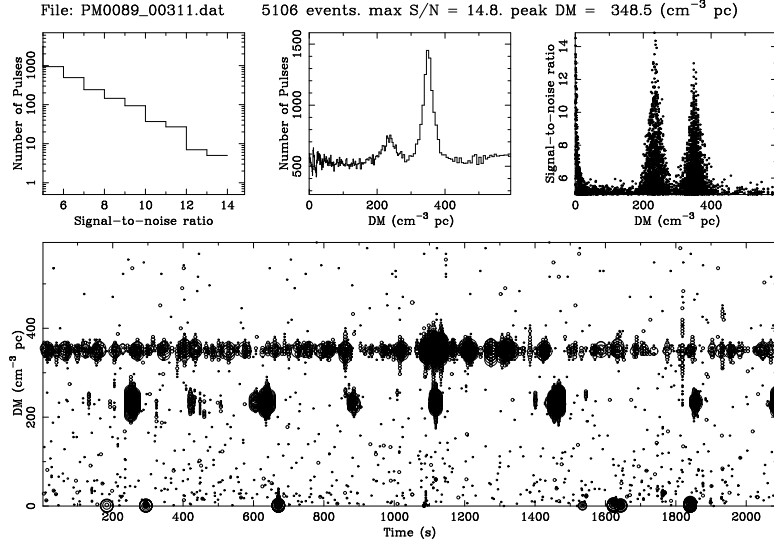 File: PM0089_00311.dat 5106 events. max S/N = 14.8. peak DM = 348.5 (cm⁻³ pc)
Number of Pulses
1000
100
10
1
6 8 10 12 14
Signal-to-noise ratio
Number of Pulses
1500
1000
500
0 200 400
DM (cm⁻³ pc)
Signal-to-noise ratio
14
12
10
8
6
0 200 400
DM (cm⁻³ pc)
DM (cm⁻³ pc)
400
200
0
200 400 600 800 1000 1200 1400 1600 1800 2000
Time (s)